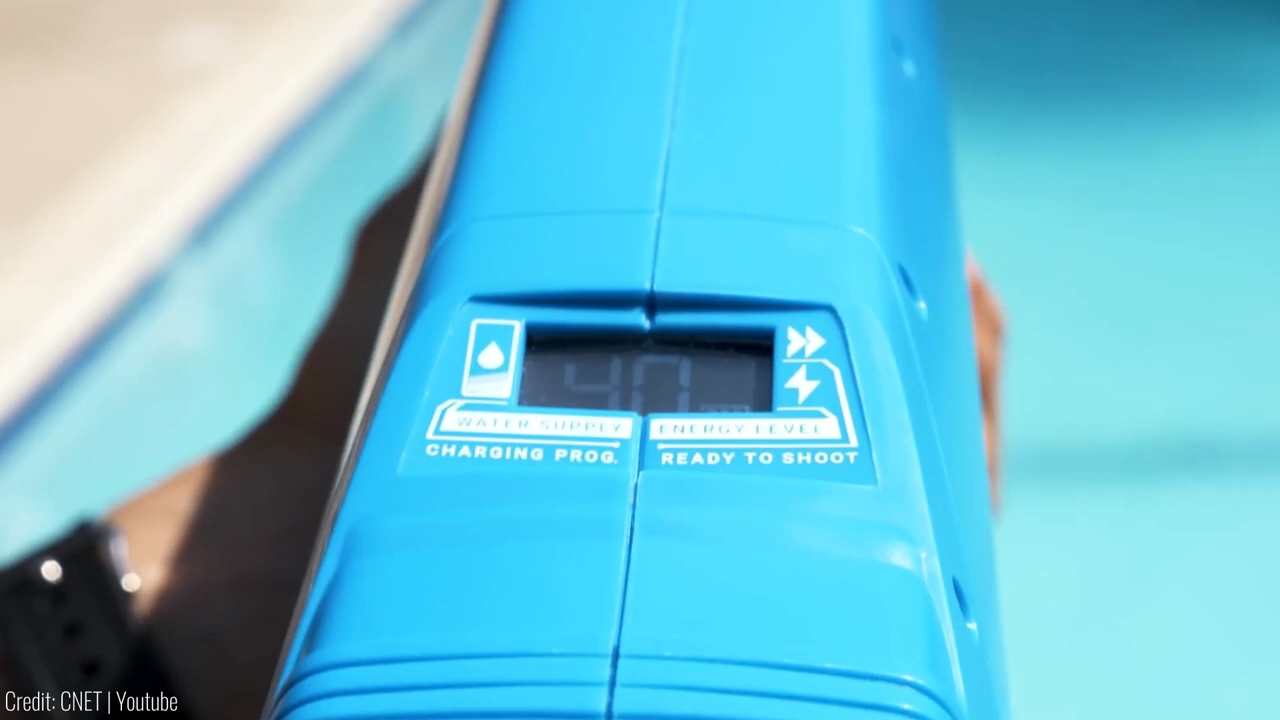 40
WATER SUPPLY ENERGY LEVEL
CHARGING PROG. READY TO SHOOT
Credit: CNET | Youtube